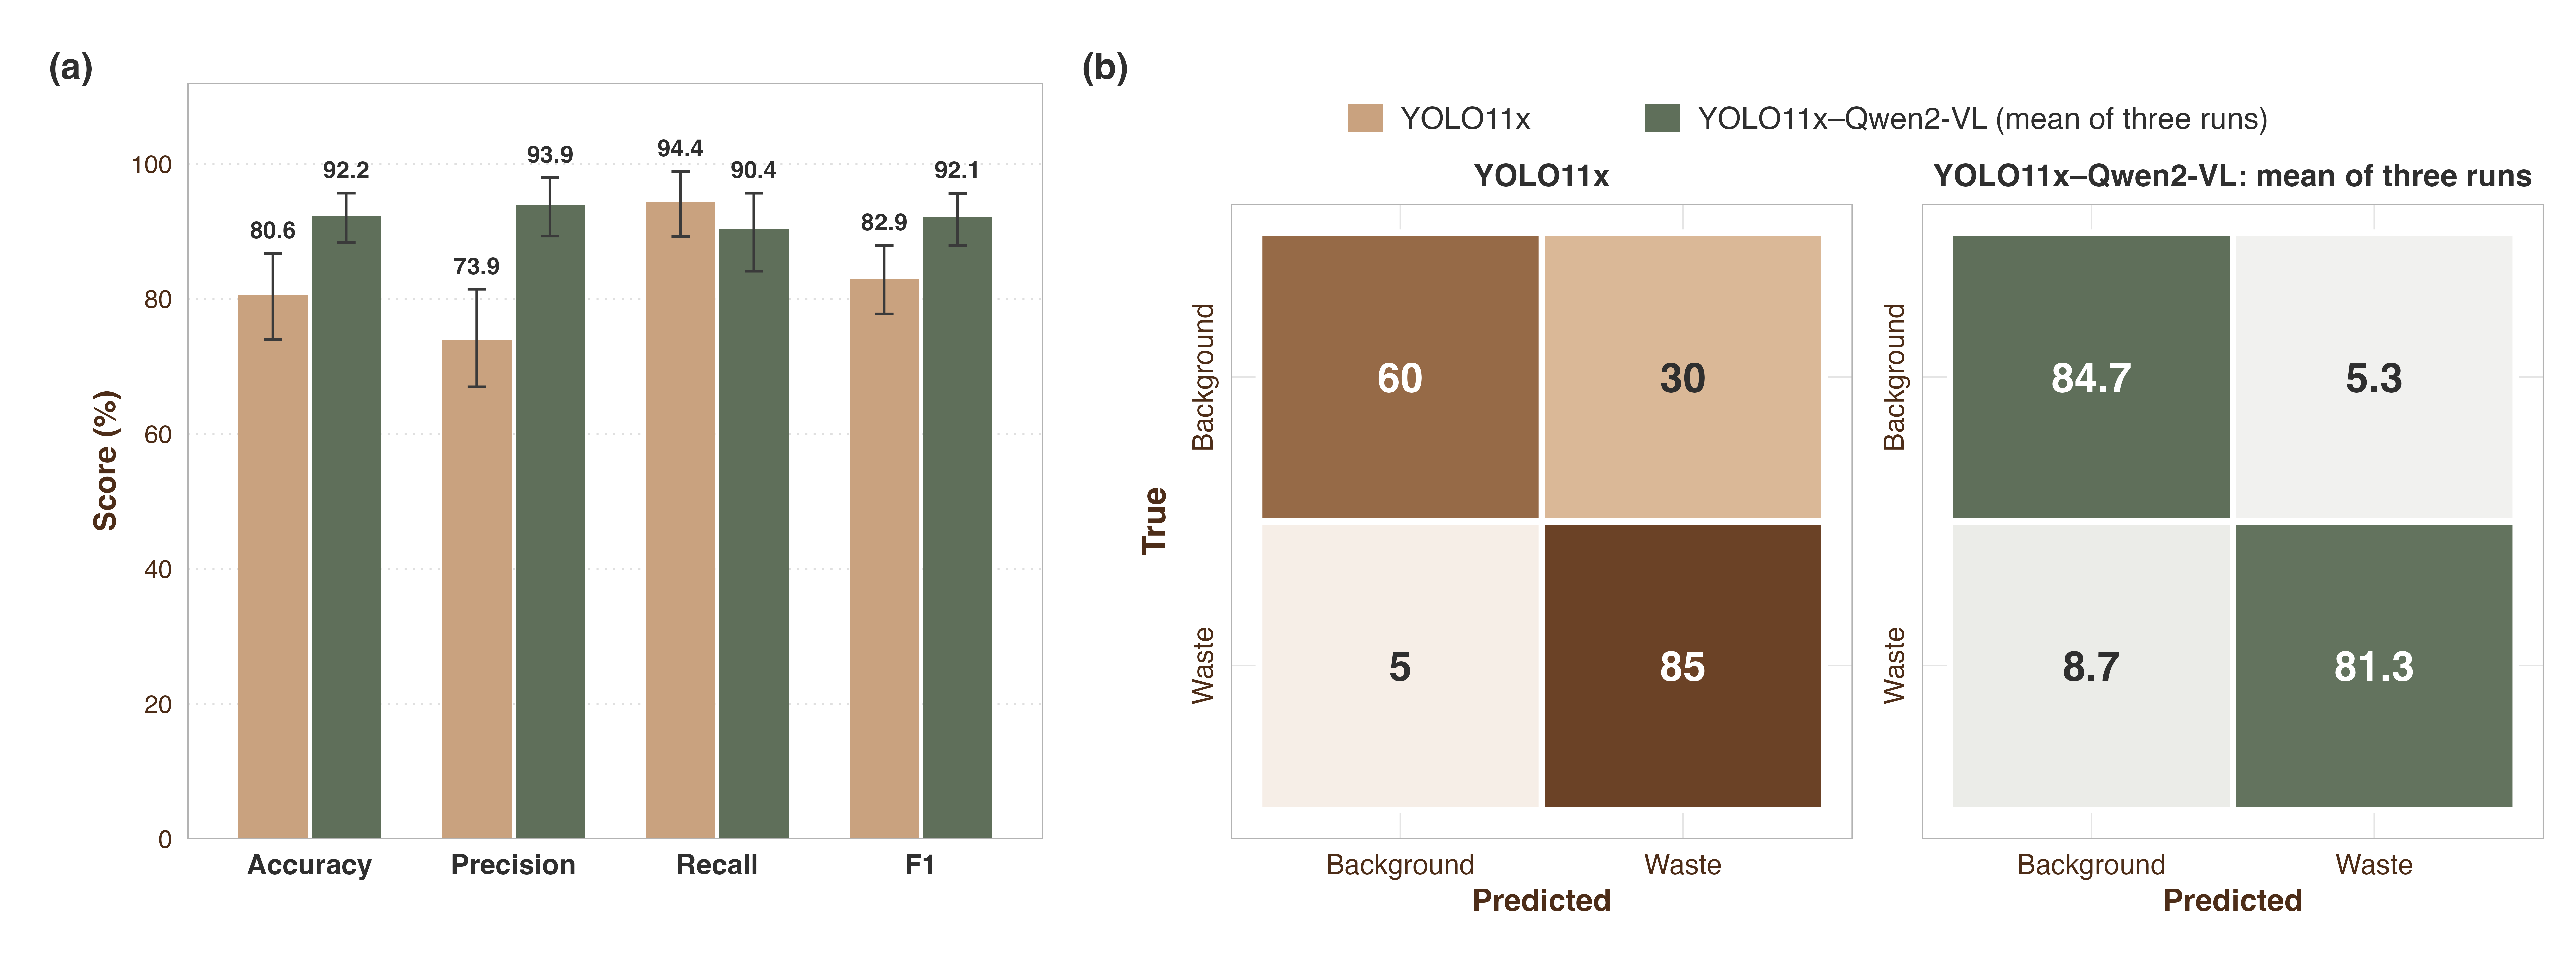 (a)
Score (%)
100
80
60
40
20
0
80.6
92.2
73.9
93.9
94.4
90.4
82.9
92.1
Accuracy
Precision
Recall
F1
(b)
YOLO11x
YOLO11x–Qwen2-VL (mean of three runs)
YOLO11x
True
Background
Waste
60
30
5
85
Background
Waste
Predicted
YOLO11x–Qwen2-VL: mean of three runs
Background
Waste
84.7
5.3
8.7
81.3
Background
Waste
Predicted